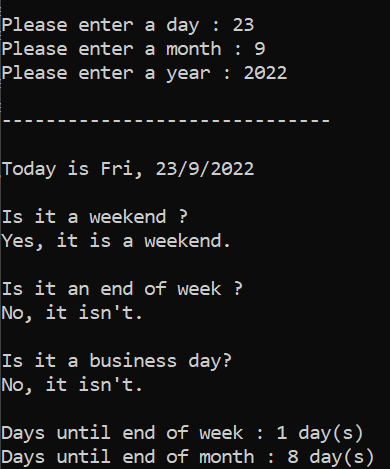 Please enter a day : 23
Please enter a month : 9
Please enter a year : 2022
------------------------------
Today is Fri, 23/9/2022
Is it a weekend ?
Yes, it is a weekend.
Is it an end of week ?
No, it isn't.
Is it a business day?
No, it isn't.
Days until end of week : 1 day(s)
Days until end of month : 8 day(s)